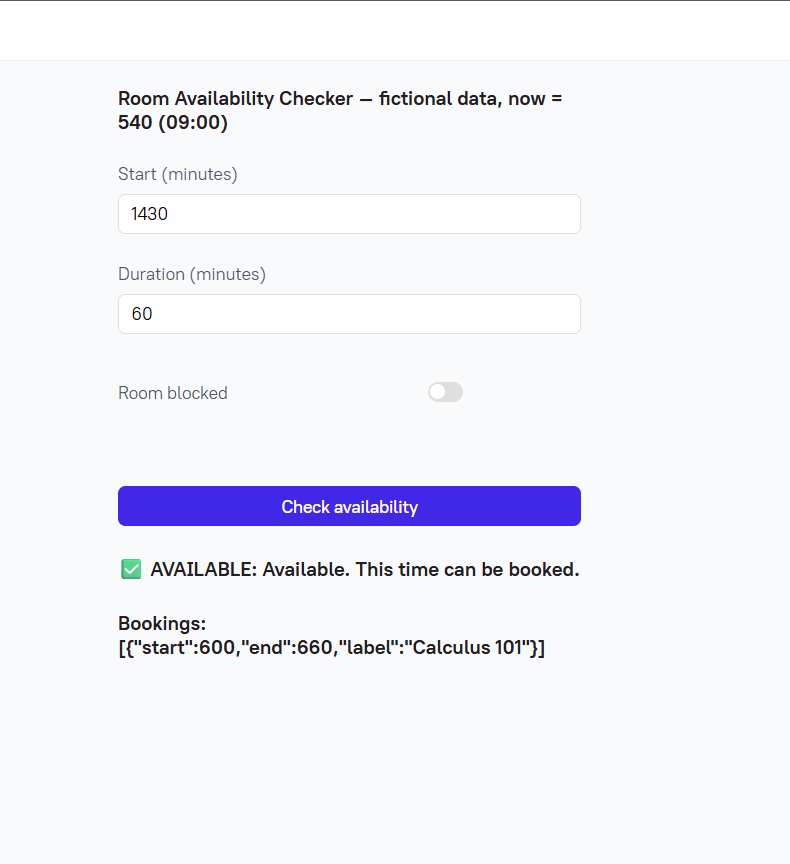 Room Availability Checker – fictional data, now =
540 (09:00)
Start (minutes)
1430
Duration (minutes)
60
Room blocked
Check availability
✅ AVAILABLE: Available. This time can be booked.
Bookings:
[{"start":600,"end":660,"label":"Calculus 101"}]